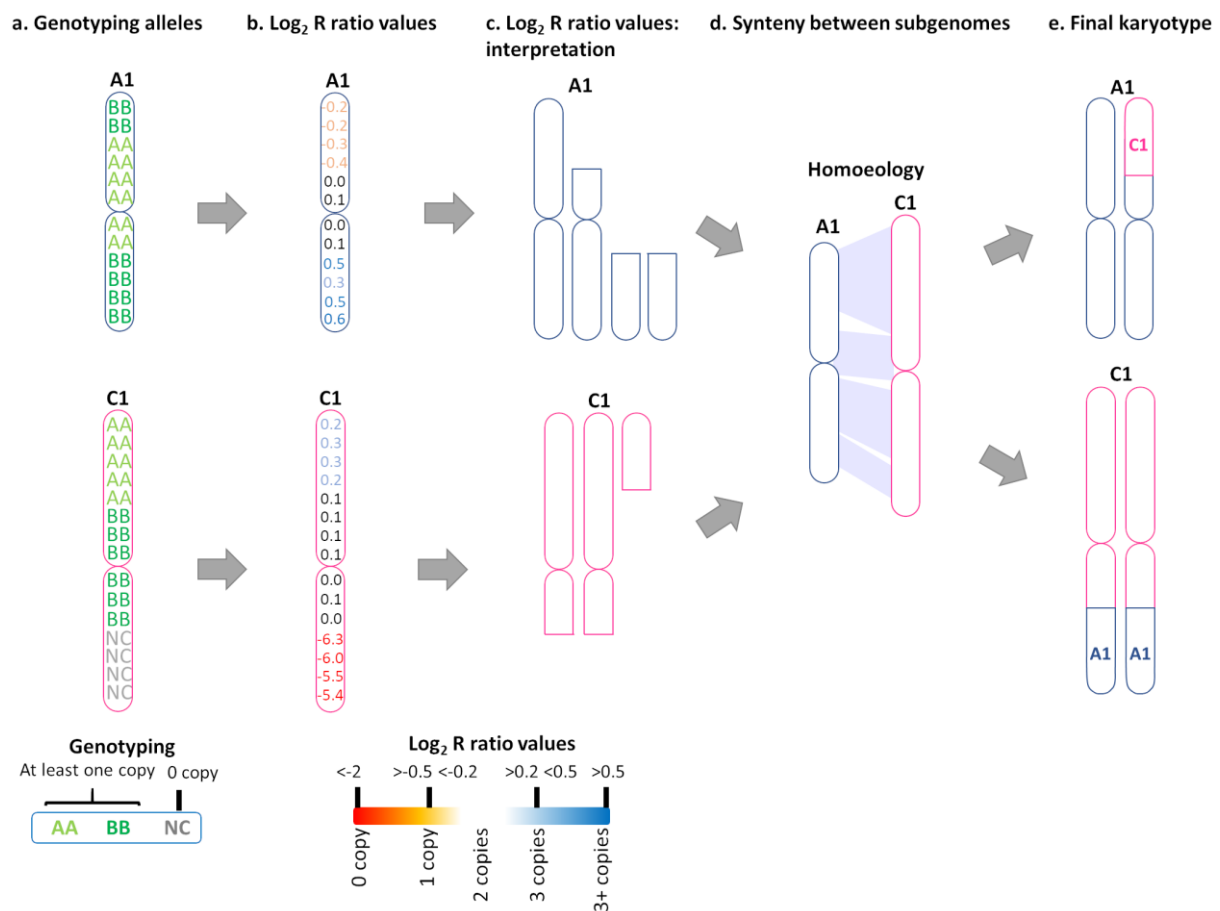 a. Genotyping alleles
b. Log2 R ratio values
c. Log2 R ratio values:
interpretation
d. Synteny between subgenomes
e. Final karyotype
A1
BB
BB
AA
AA
AA
AA
AA
AA
BB
BB
BB
BB
A1
-0.2
-0.2
-0.3
-0.4
0.0
0.1
0.0
0.1
0.5
0.3
0.5
0.6
A1
Homoeology
A1
C1
A1
C1
C1
AA
AA
AA
AA
AA
BB
BB
BB
BB
BB
BB
NC
NC
NC
NC
C1
0.2
0.3
0.3
0.2
0.1
0.1
0.1
0.1
0.0
0.1
0.0
-6.3
-6.0
-5.5
-5.4
C1
C1
A1
A1
Genotyping
At least one copy
0 copy
AA
BB
NC
Log2 R ratio values
<-2
>-0.5 <-0.2
>0.2 <0.5
>0.5
0 copy
1 copy
2 copies
3 copies
3+ copies